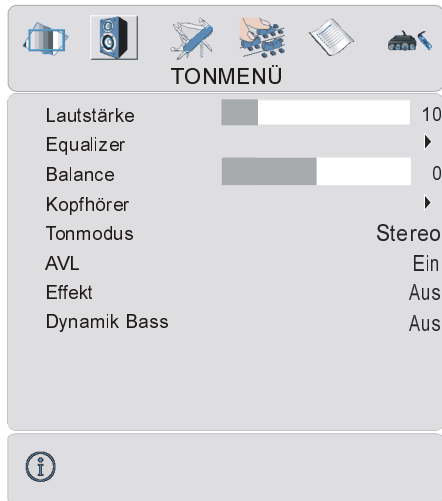 TONMENÜ
Lautstärke 10
Equalizer
Balance 0
Kopfhörer
Tonmodus Stereo
AVL Ein
Effekt Aus
Dynamik Bass Aus